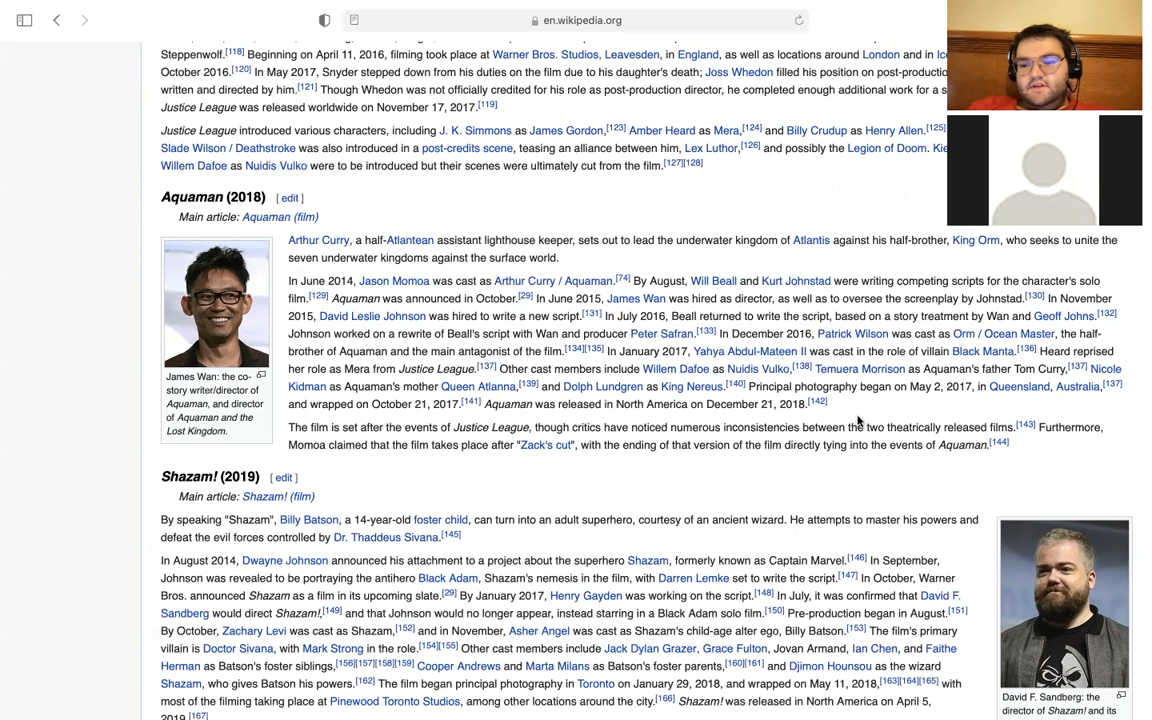 en.wikipedia.org
Steppenwolf.[118] Beginning on April 11, 2016, filming took place at Warner Bros. Studios, Leavesden, in England, as well as locations around London and in
October 2016.[120] In May 2017, Snyder stepped down from his duties on the film due to his daughter's death; Joss Whedon filled his position on
written and directed by him.[121] Though Whedon was not officially credited for his role as post-production director, he completed enough additional work for a
Justice League was released worldwide on November 17, 2017.[119]
Justice League introduced various characters, including J. K. Simmons as James Gordon,[123] Amber Heard as Mera,[124] and Billy Crudup as Henry Allen.[125]
Slade Wilson / Deathstroke was also introduced in a post-credits scene, teasing an alliance between him, Lex Luthor,[126] and possibly the Legion of Doom.
Willem Dafoe as Nuidis Vulko were to be introduced but their scenes were ultimately cut from the film.[127][128]
Aquaman (2018) [ edit ]
Main article: Aquaman (film)
Arthur Curry, a half-Atlantean assistant lighthouse keeper, sets out to lead the underwater kingdom of Atlantis against his half-brother, King Orm, who seeks to unite the
seven underwater kingdoms against the surface world.
In June 2014, Jason Momoa was cast as Arthur Curry / Aquaman.[74] By August, Will Beall and Kurt Johnstad were writing competing scripts for the character's solo
film.[129] Aquaman was announced in October.[29] In June 2015, James Wan was hired as director, as well as to oversee the screenplay by Johnstad.[130] In November
2015, David Leslie Johnson was hired to write a new script.[131] In July 2016, Beall returned to write the script, based on a story treatment by Wan and Geoff Johns.[132]
Johnson worked on a rewrite of Beall's script with Wan and producer Peter Safran.[133] In December 2016, Patrick Wilson was cast as Orm / Ocean Master, the half-
brother of Aquaman and the main antagonist of the film.[134][135] In January 2017, Yahya Abdul-Mateen II was cast in the role of villain Black Manta.[136] Heard reprised
her role as Mera from Justice League.[137] Other cast members include Willem Dafoe as Nuidis Vulko,[138] Temuera Morrison as Aquaman's father Tom Curry,[137] Nicole
Kidman as Aquaman's mother Queen Atlanna,[139] and Dolph Lundgren as King Nereus.[140] Principal photography began on May 2, 2017, in Queensland, Australia,[137]
and wrapped on October 21, 2017.[141] Aquaman was released in North America on December 21, 2018.[142]
The film is set after the events of Justice League, though critics have noticed numerous inconsistencies between the two theatrically released films.[143] Furthermore,
Momoa claimed that the film takes place after "Zack's cut", with the ending of that version of the film directly tying into the events of Aquaman.[144]
James Wan: the co-
story writer/director of
Aquaman, and director
of Aquaman and the
Lost Kingdom.
Shazam! (2019) [ edit ]
Main article: Shazam! (film)
By speaking "Shazam", Billy Batson, a 14-year-old foster child, can turn into an adult superhero, courtesy of an ancient wizard. He attempts to master his powers and
defeat the evil forces controlled by Dr. Thaddeus Sivana.[145]
In August 2014, Dwayne Johnson announced his attachment to a project about the superhero Shazam, formerly known as Captain Marvel.[146] In September,
Johnson was revealed to be portraying the antihero Black Adam, Shazam's nemesis in the film, with Darren Lemke set to write the script.[147] In October, Warner
Bros. announced Shazam as a film in its upcoming slate.[29] By January 2017, Henry Gayden was working on the script.[148] In July, it was confirmed that David F.
Sandberg would direct Shazam!,[149] and that Johnson would no longer appear, instead starring in a Black Adam solo film.[150] Pre-production began in August.[151]
By October, Zachary Levi was cast as Shazam,[152] and in November, Asher Angel was cast as Shazam's child-age alter ego, Billy Batson.[153] The film's primary
villain is Doctor Sivana, with Mark Strong in the role.[154][155] Other cast members include Jack Dylan Grazer, Grace Fulton, Jovan Armand, Ian Chen, and Faithe
Herman as Batson's foster siblings,[156][157][158][159] Cooper Andrews and Marta Milans as Batson's foster parents,[160][161] and Djimon Hounsou as the wizard
Shazam, who gives Batson his powers.[162] The film began principal photography in Toronto on January 29, 2018, and wrapped on May 11, 2018,[163][164][165] with
most of the filming taking place at Pinewood Toronto Studios, among other locations around the city.[166] Shazam! was released in North America on April 5,
2019.[167]
David F. Sandberg: the
director of Shazam! and its